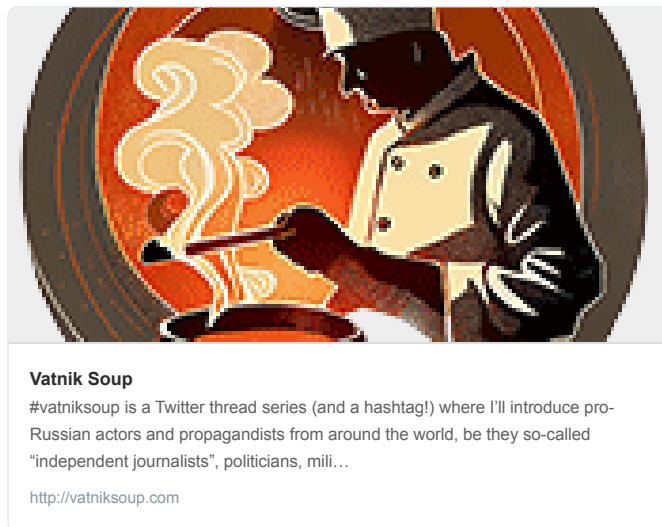 Vatnik Soup
#vatniksoup is a Twitter thread series (and a hashtag!) where I’ll introduce pro-
Russian actors and propagandists from around the world, be they so-called
“independent journalists”, politicians, mili…
http://vatniksoup.com